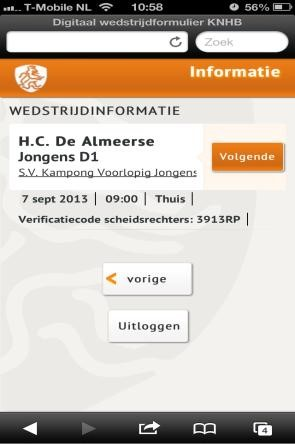 T-Mobile NL 10:58 56%
Digitaal wedstrijdformulier KNHB
Zoek
Informatie
WEDSTRIJDINFORMATIE
H.C. De Almeerse
Jongens D1
S.V. Kampong Voorlopig Jongens
Volgende
7 sept 2013 | 09:00 | Thuis |
Verificatiecode scheidsrechters: 3913RP |
< vorige
Uitloggen
4